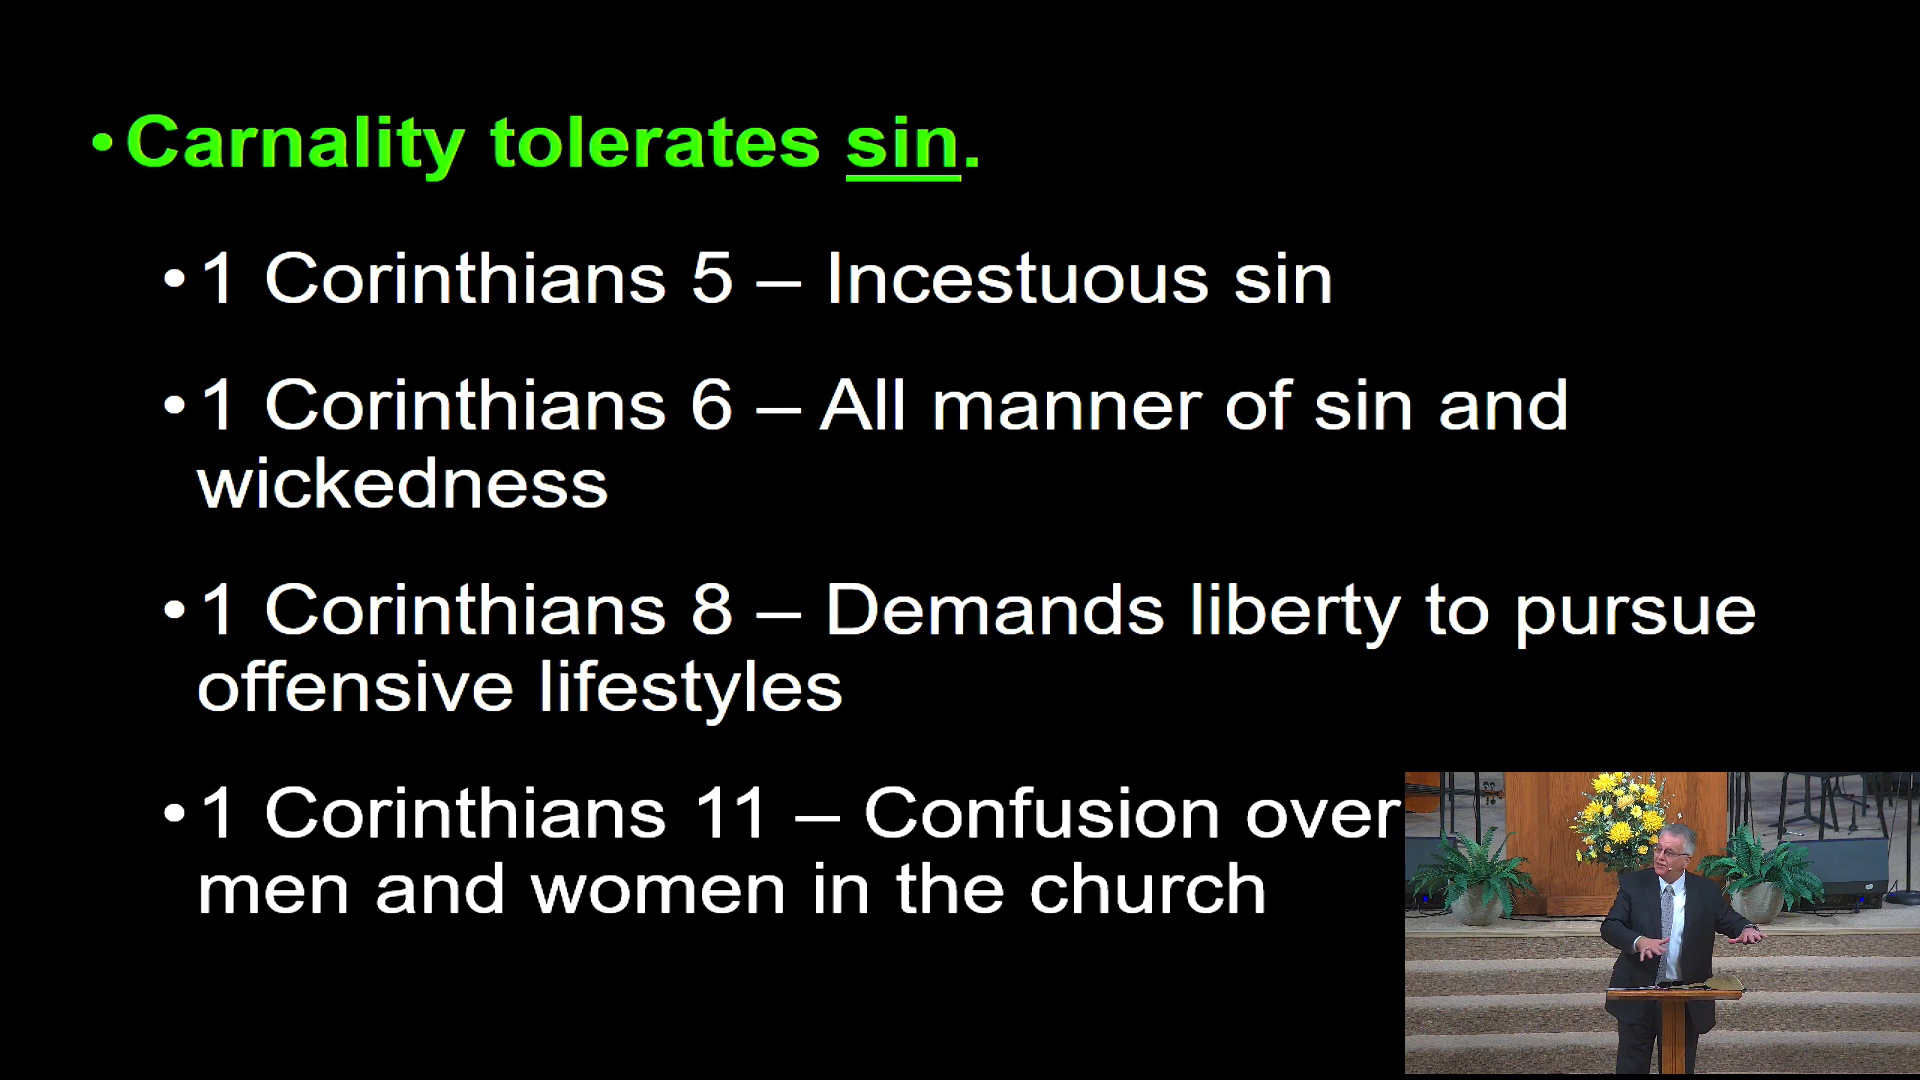 •Carnality tolerates sin.
•1 Corinthians 5 – Incestuous sin
•1 Corinthians 6 – All manner of sin and
wickedness
•1 Corinthians 8 – Demands liberty to pursue
offensive lifestyles
•1 Corinthians 11 – Confusion over
men and women in the church